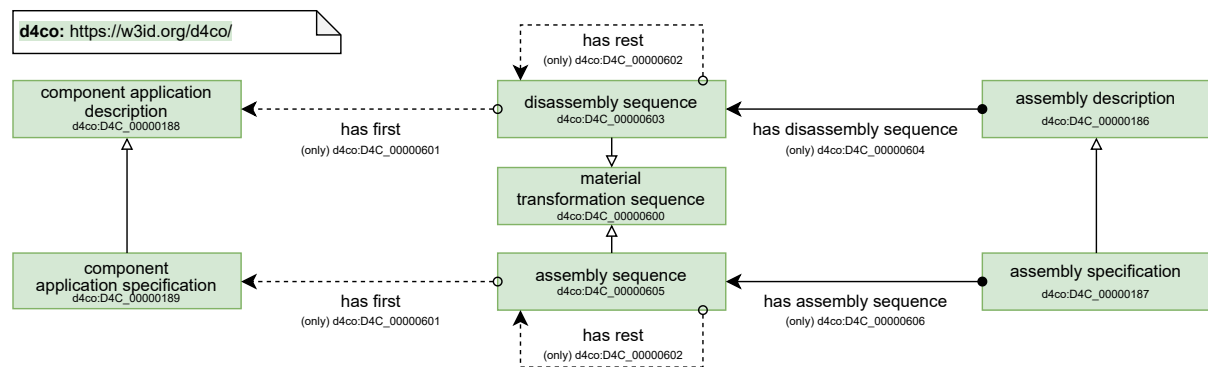 d4co: https://w3id.org/d4co/
has rest
(only) d4co:D4C_00000602
component application
description
d4co:D4C_00000188
disassembly sequence
d4co:D4C_00000603
assembly description
d4co:D4C_00000186
has first
(only) d4co:D4C_00000601
has disassembly sequence
(only) d4co:D4C_00000604
material
transformation sequence
d4co:D4C_00000600
component
application specification
d4co:D4C_00000189
assembly sequence
d4co:D4C_00000605
assembly specification
d4co:D4C_00000187
has first
(only) d4co:D4C_00000601
has assembly sequence
(only) d4co:D4C_00000606
has rest
(only) d4co:D4C_00000602